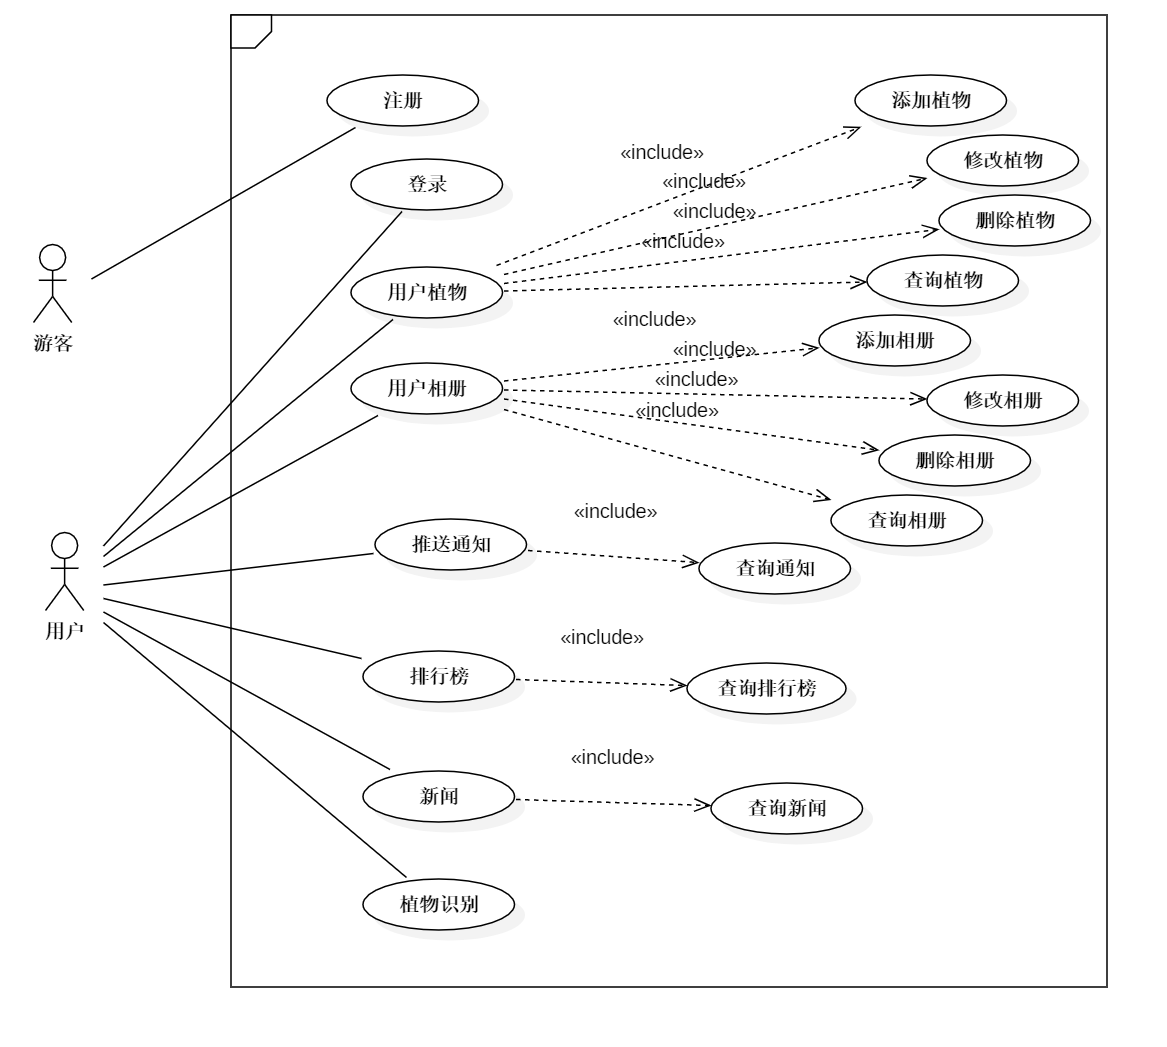 注册
添加植物
«include»
修改植物
登录
«include»
«include»
删除植物
«include»
用户植物
查询植物
«include»
游客
添加相册
«include»
«include»
用户相册
修改相册
«include»
删除相册
«include»
查询相册
推送通知
查询通知
用户
«include»
排行榜
查询排行榜
«include»
新闻
查询新闻
植物识别